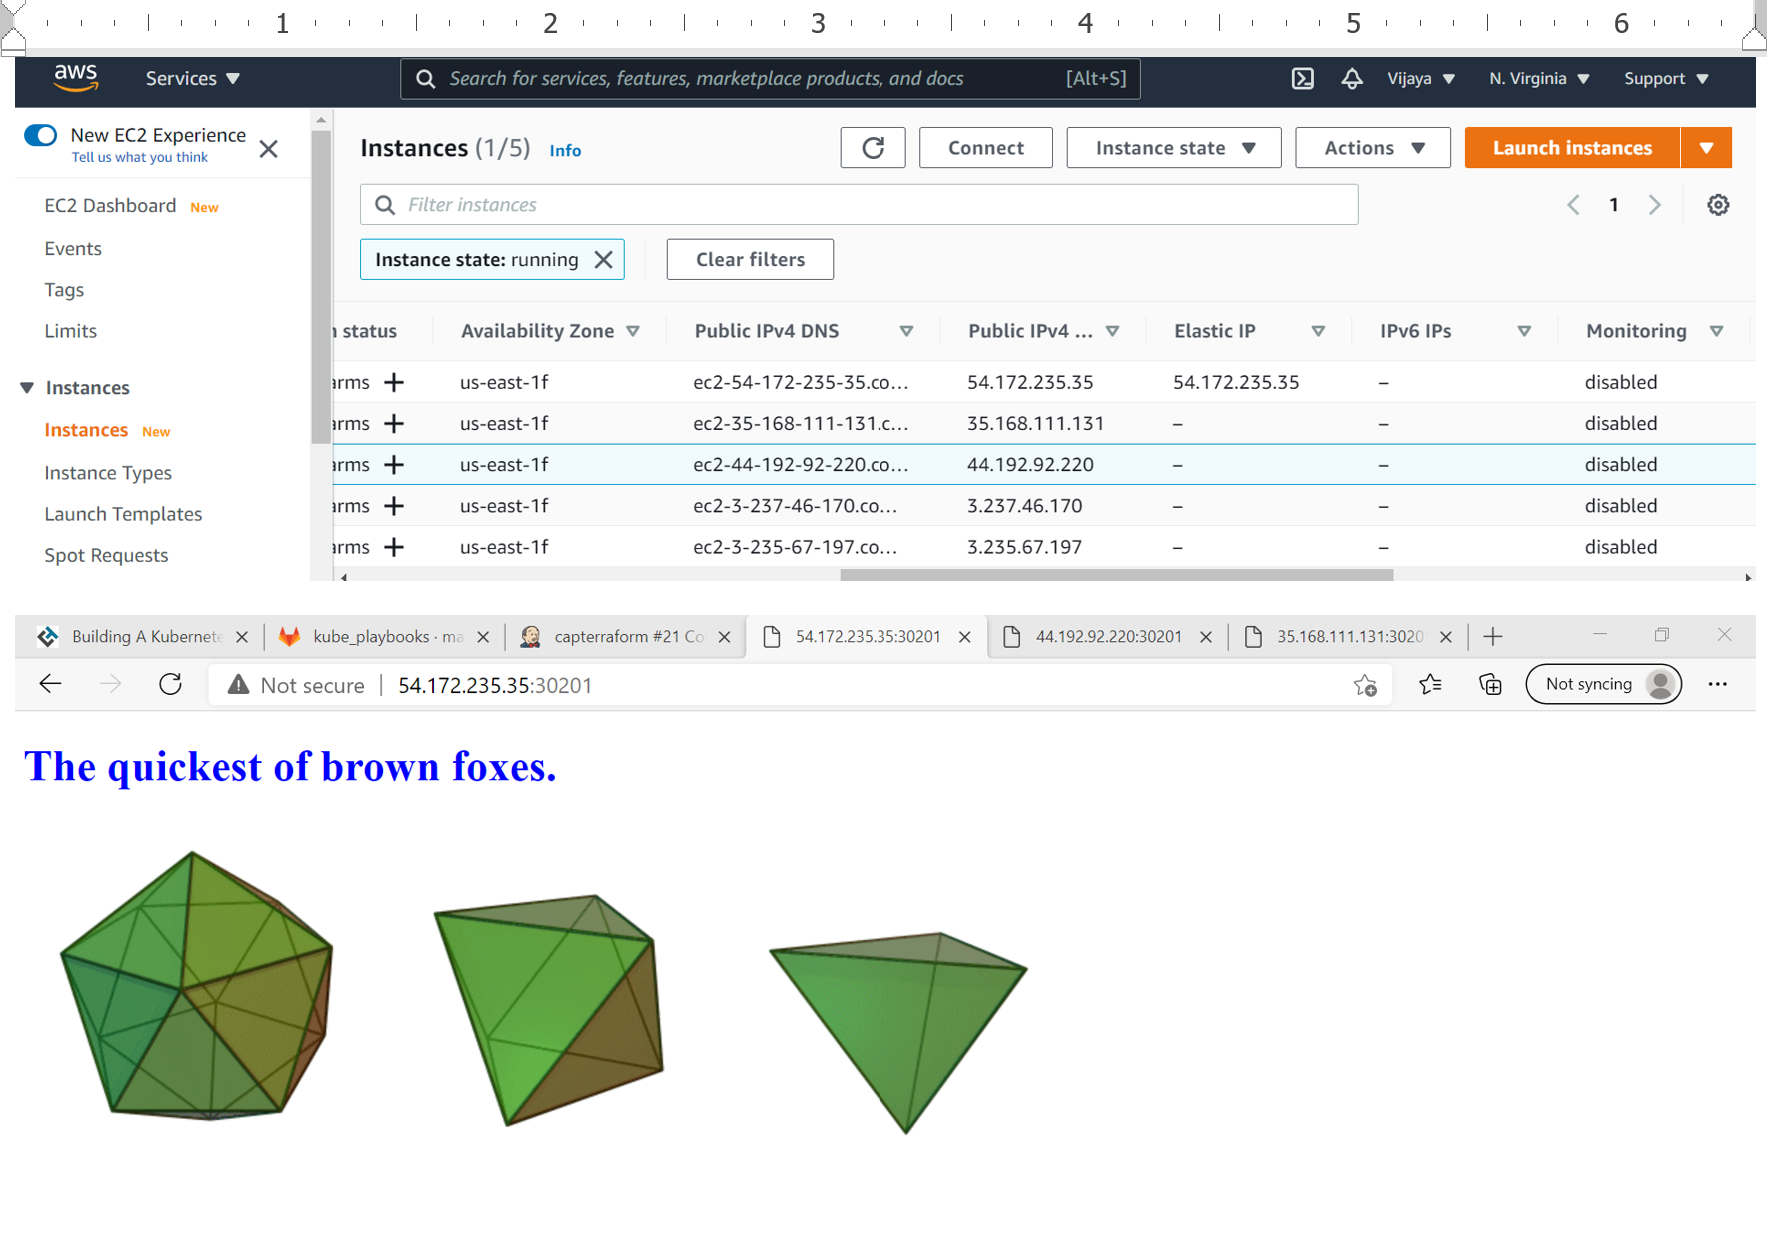 1 2 3 4 5 6
aws Services Search for services, features, marketplace products, and docs [Alt+S] Vijaya N. Virginia Support
New EC2 Experience
Tell us what you think
EC2 Dashboard New
Events
Tags
Limits
Instances
Instances New
Instance Types
Launch Templates
Spot Requests
Instances (1/5) Info Connect Instance state Actions Launch instances
Filter instances 1
Instance state: running Clear filters
status Availability Zone Public IPv4 DNS Public IPv4 ... Elastic IP IPv6 IPs Monitoring
arms + us-east-1f ec2-54-172-235-35.co... 54.172.235.35 54.172.235.35 – disabled
arms + us-east-1f ec2-35-168-111-131.c... 35.168.111.131 – – disabled
arms + us-east-1f ec2-44-192-92-220.co... 44.192.92.220 – – disabled
arms + us-east-1f ec2-3-237-46-170.co... 3.237.46.170 – – disabled
arms + us-east-1f ec2-3-235-67-197.co... 3.235.67.197 – – disabled
Building A Kubernete kube_playbooks · ma capterraform #21 Co 54.172.235.35:30201 44.192.92.220:30201 35.168.111.131:3020
Not secure 54.172.235.35:30201 Not syncing
The quickest of brown foxes.